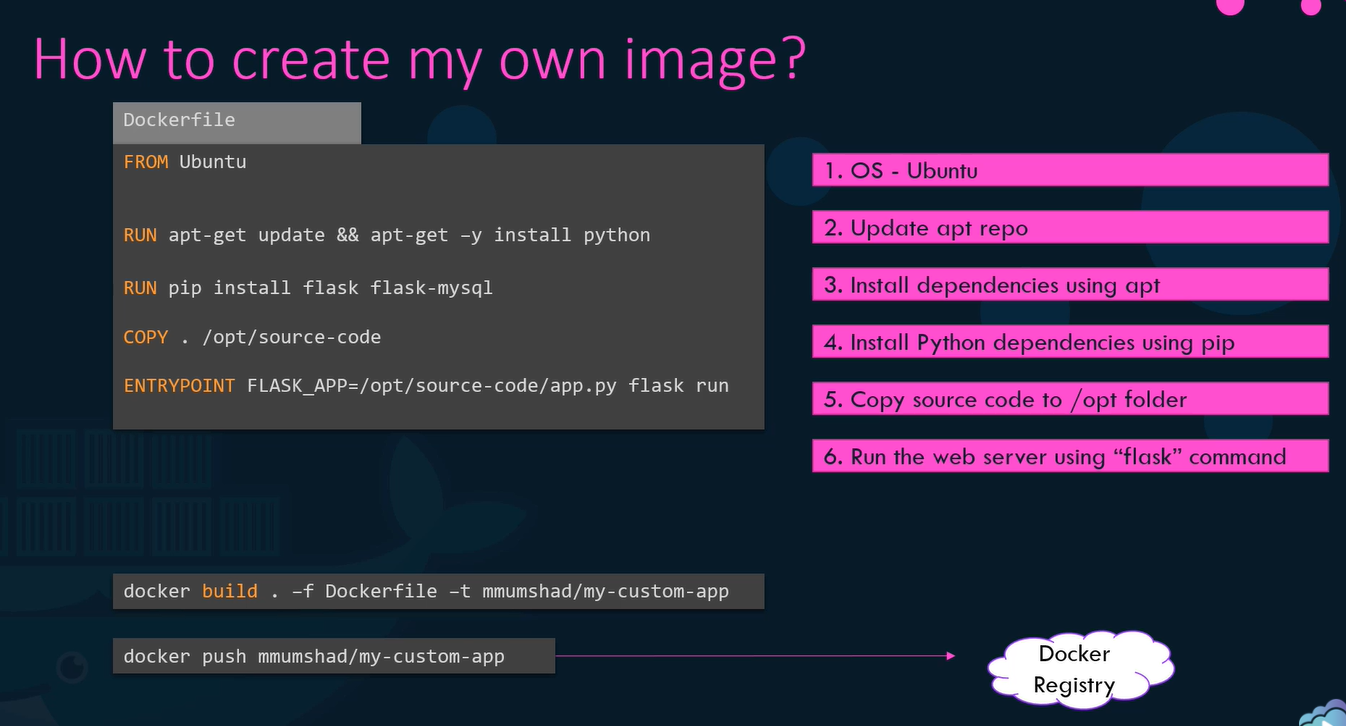 How to create my own image?
Dockerfile
FROM Ubuntu
RUN apt-get update && apt-get –y install python
RUN pip install flask flask-mysql
COPY . /opt/source-code
ENTRYPOINT FLASK_APP=/opt/source-code/app.py flask run
1. OS - Ubuntu
2. Update apt repo
3. Install dependencies using apt
4. Install Python dependencies using pip
5. Copy source code to /opt folder
6. Run the web server using “flask” command
docker build . –f Dockerfile –t mmumshad/my-custom-app
docker push mmumshad/my-custom-app
Docker
Registry